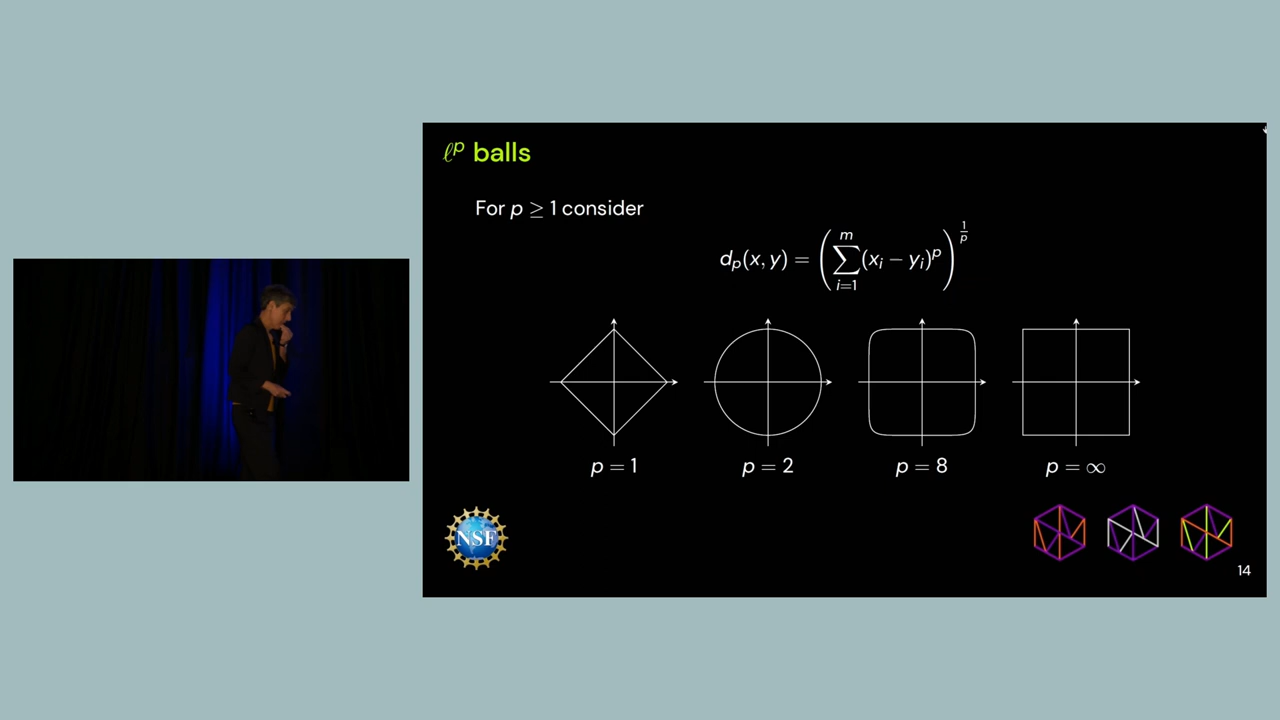 ℓᵖ balls
For p ≥ 1 consider
dₚ(x, y) = (∑ᵢ₌₁ᵐ (xᵢ − yᵢ)ᵖ)^{1/p}
p = 1
p = 2
p = 8
p = ∞
NSF
14